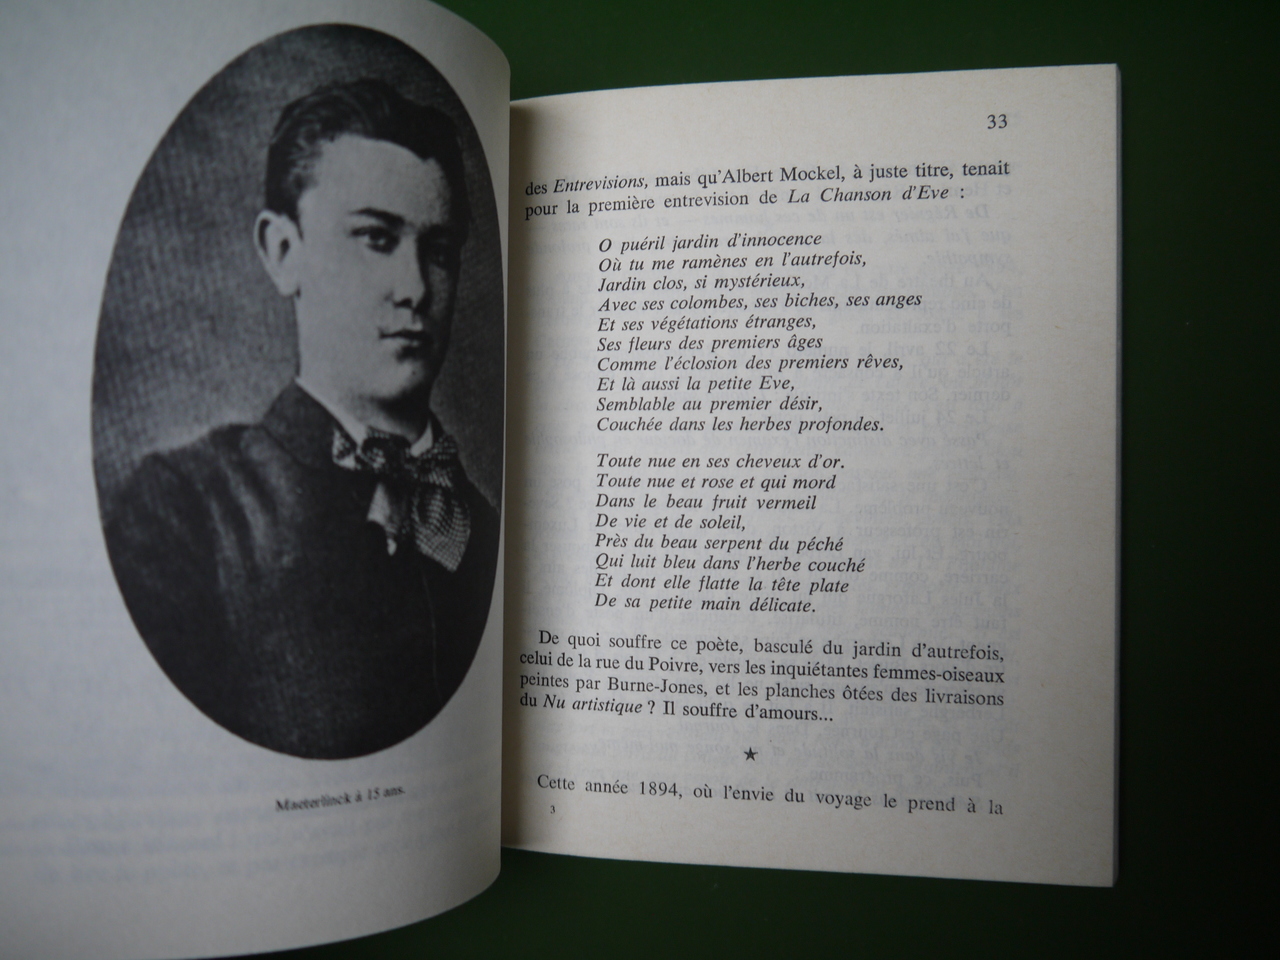 Maeterlinck à 15 ans.
33
des Entrevisions, mais qu'Albert Mockel, à juste titre, tenait
pour la première entrevision de La Chanson d'Eve :
O puéril jardin d'innocence
Où tu me ramènes en l'autrefois,
Jardin clos, si mystérieux,
Avec ses colombes, ses biches, ses anges
Et ses végétations étranges,
Ses fleurs des premiers âges
Comme l'éclosion des premiers rêves,
Et là aussi la petite Eve,
Semblable au premier désir,
Couchée dans les herbes profondes.
Toute nue en ses cheveux d'or.
Toute nue et rose et qui mord
Dans le beau fruit vermeil
De vie et de soleil,
Près du beau serpent du péché
Qui luit bleu dans l'herbe couché
Et dont elle flatte la tête plate
De sa petite main délicate.
De quoi souffre ce poète, basculé du jardin d'autrefois,
celui de la rue du Poivre, vers les inquiétantes femmes-oiseaux
peintes par Burne-Jones, et les planches ôtées des livraisons
du Nu artistique ? Il souffre d'amours...
★
Cette année 1894, où l'envie du voyage le prend à la
3